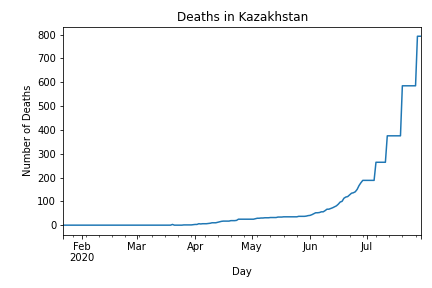 Deaths in Kazakhstan
Number of Deaths
800
700
600
500
400
300
200
100
0
Feb
2020
Mar
Apr
May
Jun
Jul
Day